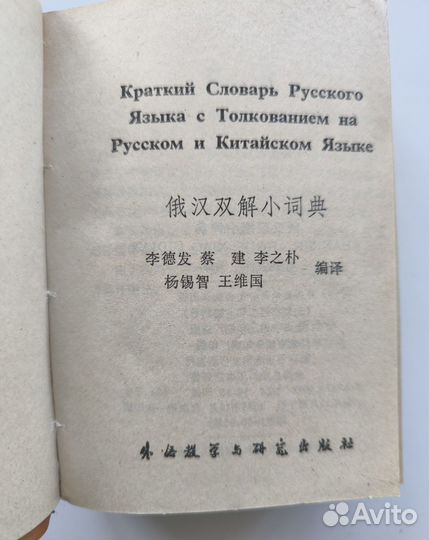 Краткий Словарь Русского
Языка с Толкованием на
Русском и Китайском Языке
俄汉双解小词典
李德发 蔡 建 李之朴
杨锡智 王维国
编译
外语教学与研究出版社
Avito